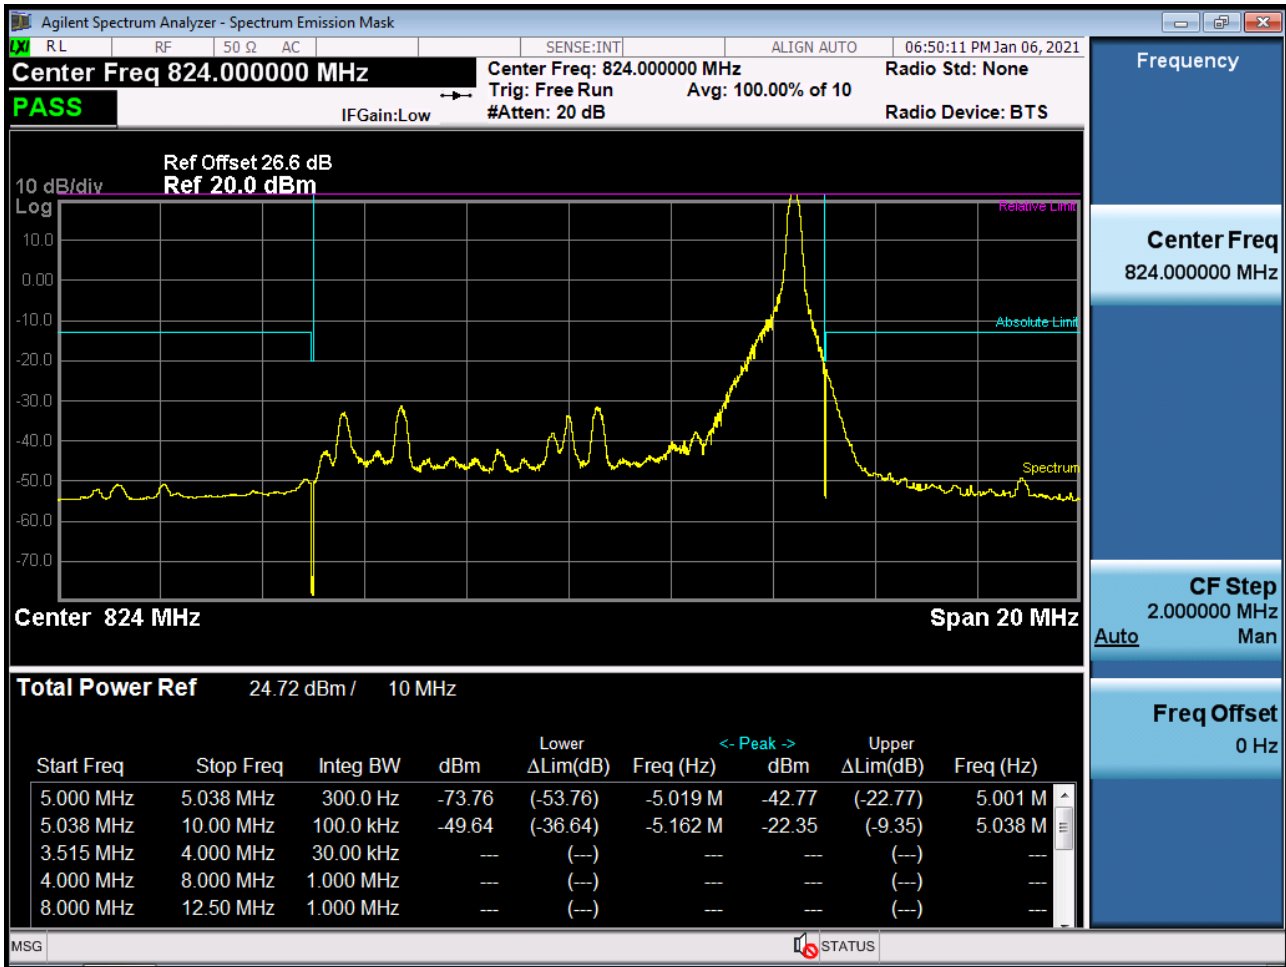 Agilent Spectrum Analyzer - Spectrum Emission Mask
LXI RL RF 50 Ω AC SENSE:INT ALIGN AUTO 06:50:11 PM Jan 06, 2021
Center Freq 824.000000 MHz Center Freq: 824.000000 MHz Radio Std: None
Trig: Free Run Avg: 100.00% of 10
PASS IFGain:Low #Atten: 20 dB Radio Device: BTS
Ref Offset 26.6 dB
10 dB/div Ref 20.0 dBm
Log
Relative Limit
10.0
0.00
-10.0
Absolute Limit
-20.0
-30.0
-40.0
Spectrum
-50.0
-60.0
-70.0
Center 824 MHz Span 20 MHz
Total Power Ref 24.72 dBm / 10 MHz
Lower <- Peak -> Upper
Start Freq Stop Freq Integ BW dBm ΔLim(dB) Freq (Hz) dBm ΔLim(dB) Freq (Hz)
5.000 MHz 5.038 MHz 300.0 Hz -73.76 (-53.76) -5.019 M -42.77 (-22.77) 5.001 M
5.038 MHz 10.00 MHz 100.0 kHz -49.64 (-36.64) -5.162 M -22.35 (-9.35) 5.038 M
3.515 MHz 4.000 MHz 30.00 kHz --- (---) --- --- (---) ---
4.000 MHz 8.000 MHz 1.000 MHz --- (---) --- --- (---) ---
8.000 MHz 12.50 MHz 1.000 MHz --- (---) --- --- (---) ---
MSG STATUS
Frequency
Center Freq
824.000000 MHz
CF Step
2.000000 MHz
Auto Man
Freq Offset
0 Hz